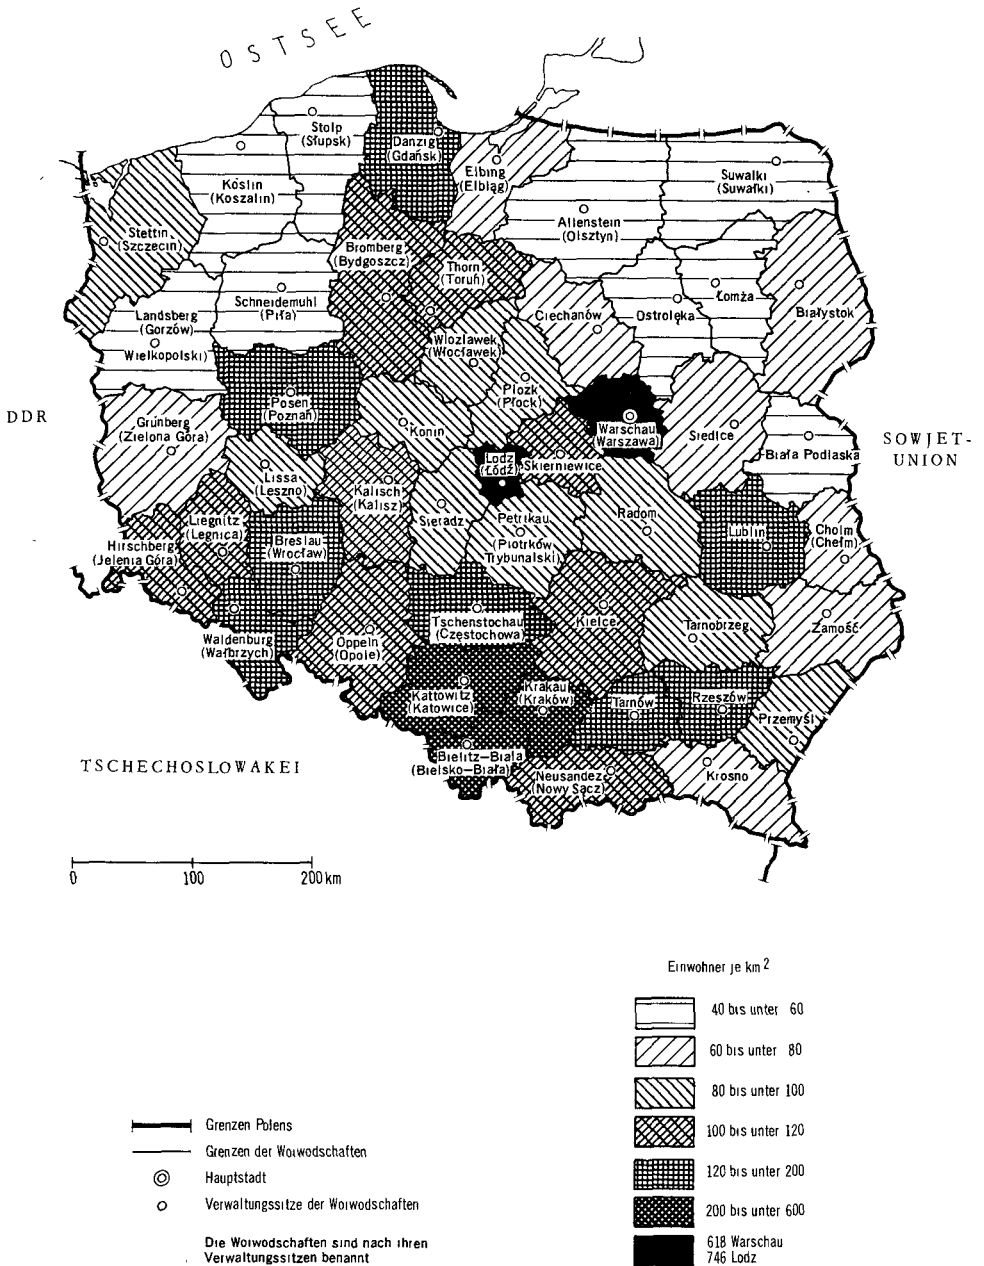 OSTSEE
Stolp
(Słupsk)
Danzig
(Gdańsk)
Elbing
(Elbląg)
Suwalki
(Suwałki)
Köslin
(Koszalin)
Allenstein
(Olsztyn)
Stettin
(Szczecin)
Bromberg
(Bydgoszcz)
Thorn
(Toruń)
Schneidemühl
(Piła)
Łomża
Landsberg
(Gorzów)
Wielkopolski)
Ciechanów
Ostrolęka
Białystok
Wlozlawek
(Włocławek)
Plozk
(Płock)
Posen
(Poznań)
DDR
Grünberg
(Zielona Góra)
Konin
Warschau
(Warszawa)
Siedlce
SOWJET-
UNION
Biała Podlaska
Lodz
(Łódź)
Skierniewice
Lissa
(Leszno)
Kalisch
(Kalisz)
Sieradz
Petrikau
(Piotrków
Trybunalski)
Radom
Liegnitz
(Legnica)
Breslau
(Wrocław)
Lublin
Cholm
(Chełm)
Hirschberg
(Jelenia Góra)
Waldenburg
(Wałbrzych)
Oppeln
(Opole)
Tschenstochau
(Częstochowa)
Kielce
Tarnobrzeg
Zamość
Kattowitz
(Katowice)
Krakau
(Kraków)
Tarnów
Rzeszów
Przemyśl
Bielitz-Biala
(Bielsko-Biała)
Neusandez
(Nowy Sącz)
Krosno
TSCHECHOSLOWAKEI
0 100 200 km
Einwohner je km²
40 bis unter 60
60 bis unter 80
80 bis unter 100
100 bis unter 120
120 bis unter 200
200 bis unter 600
618 Warschau
746 Lodz
Grenzen Polens
Grenzen der Woiwodschaften
Hauptstadt
Verwaltungssitze der Woiwodschaften
Die Woiwodschaften sind nach ihren
Verwaltungssitzen benannt